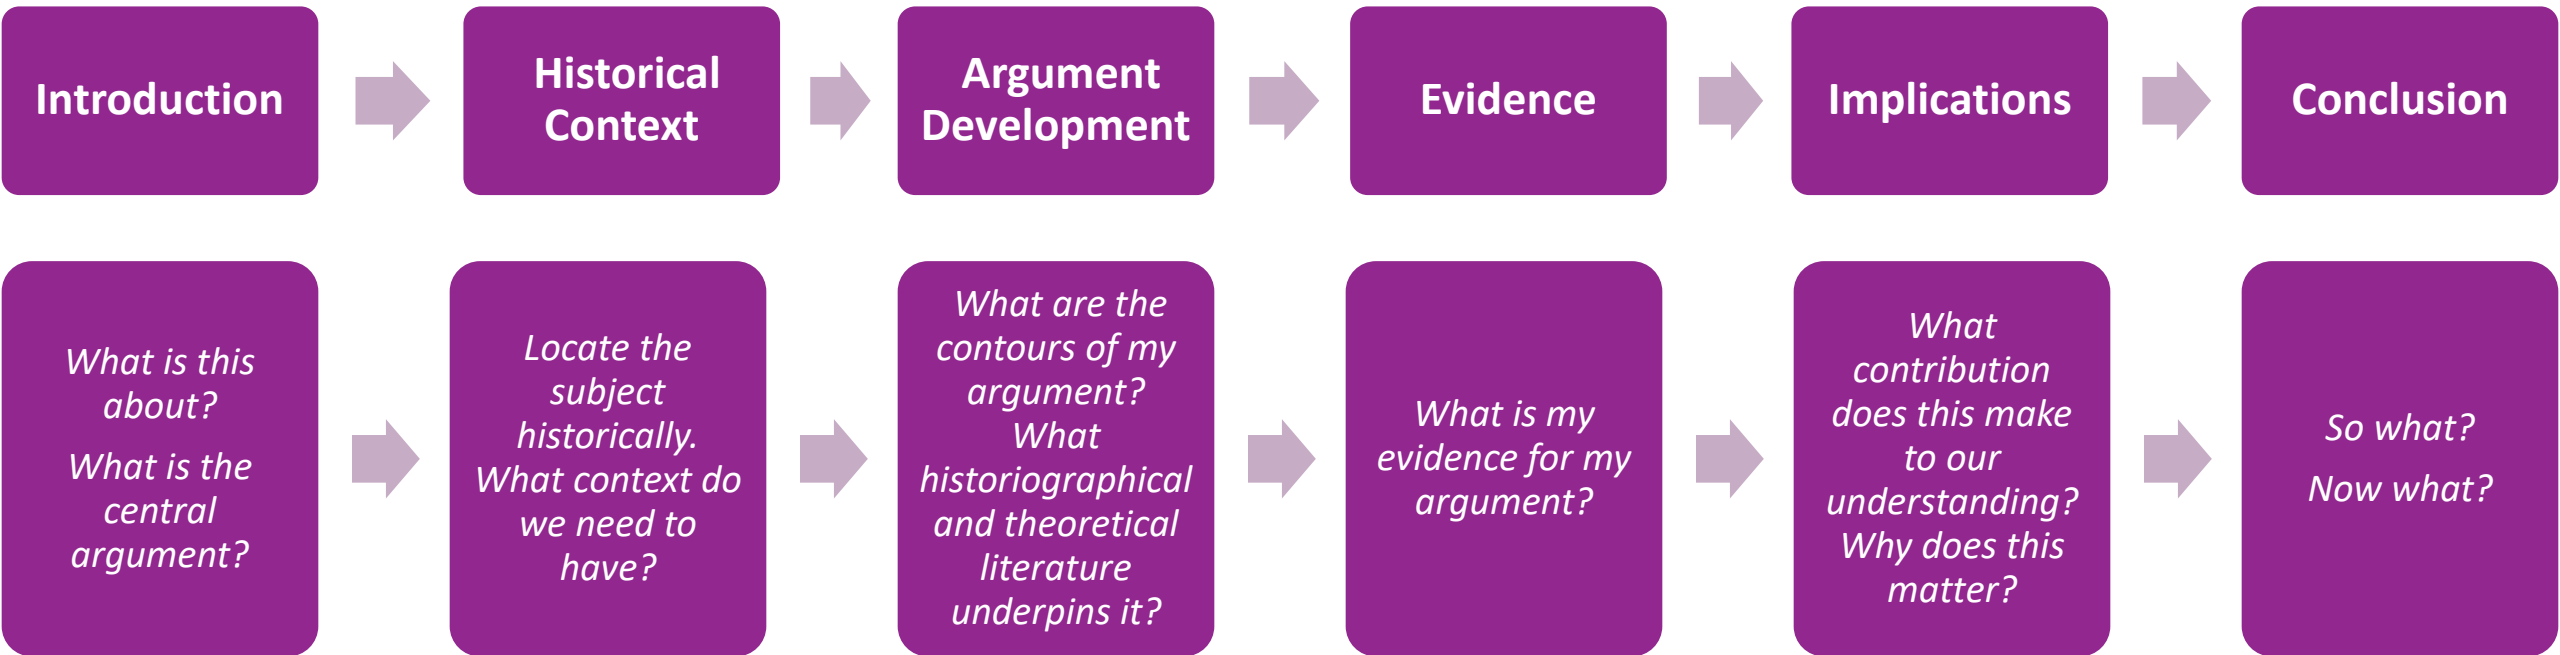 Introduction
Historical
Context
Argument
Development
Evidence
Implications
Conclusion
What is this
about?
What is the
central
argument?
Locate the
subject
historically.
What context do
we need to
have?
What are the
contours of my
argument?
What
historiographical
and theoretical
literature
underpins it?
What is my
evidence for my
argument?
What
contribution
does this make
to our
understanding?
Why does this
matter?
So what?
Now what?